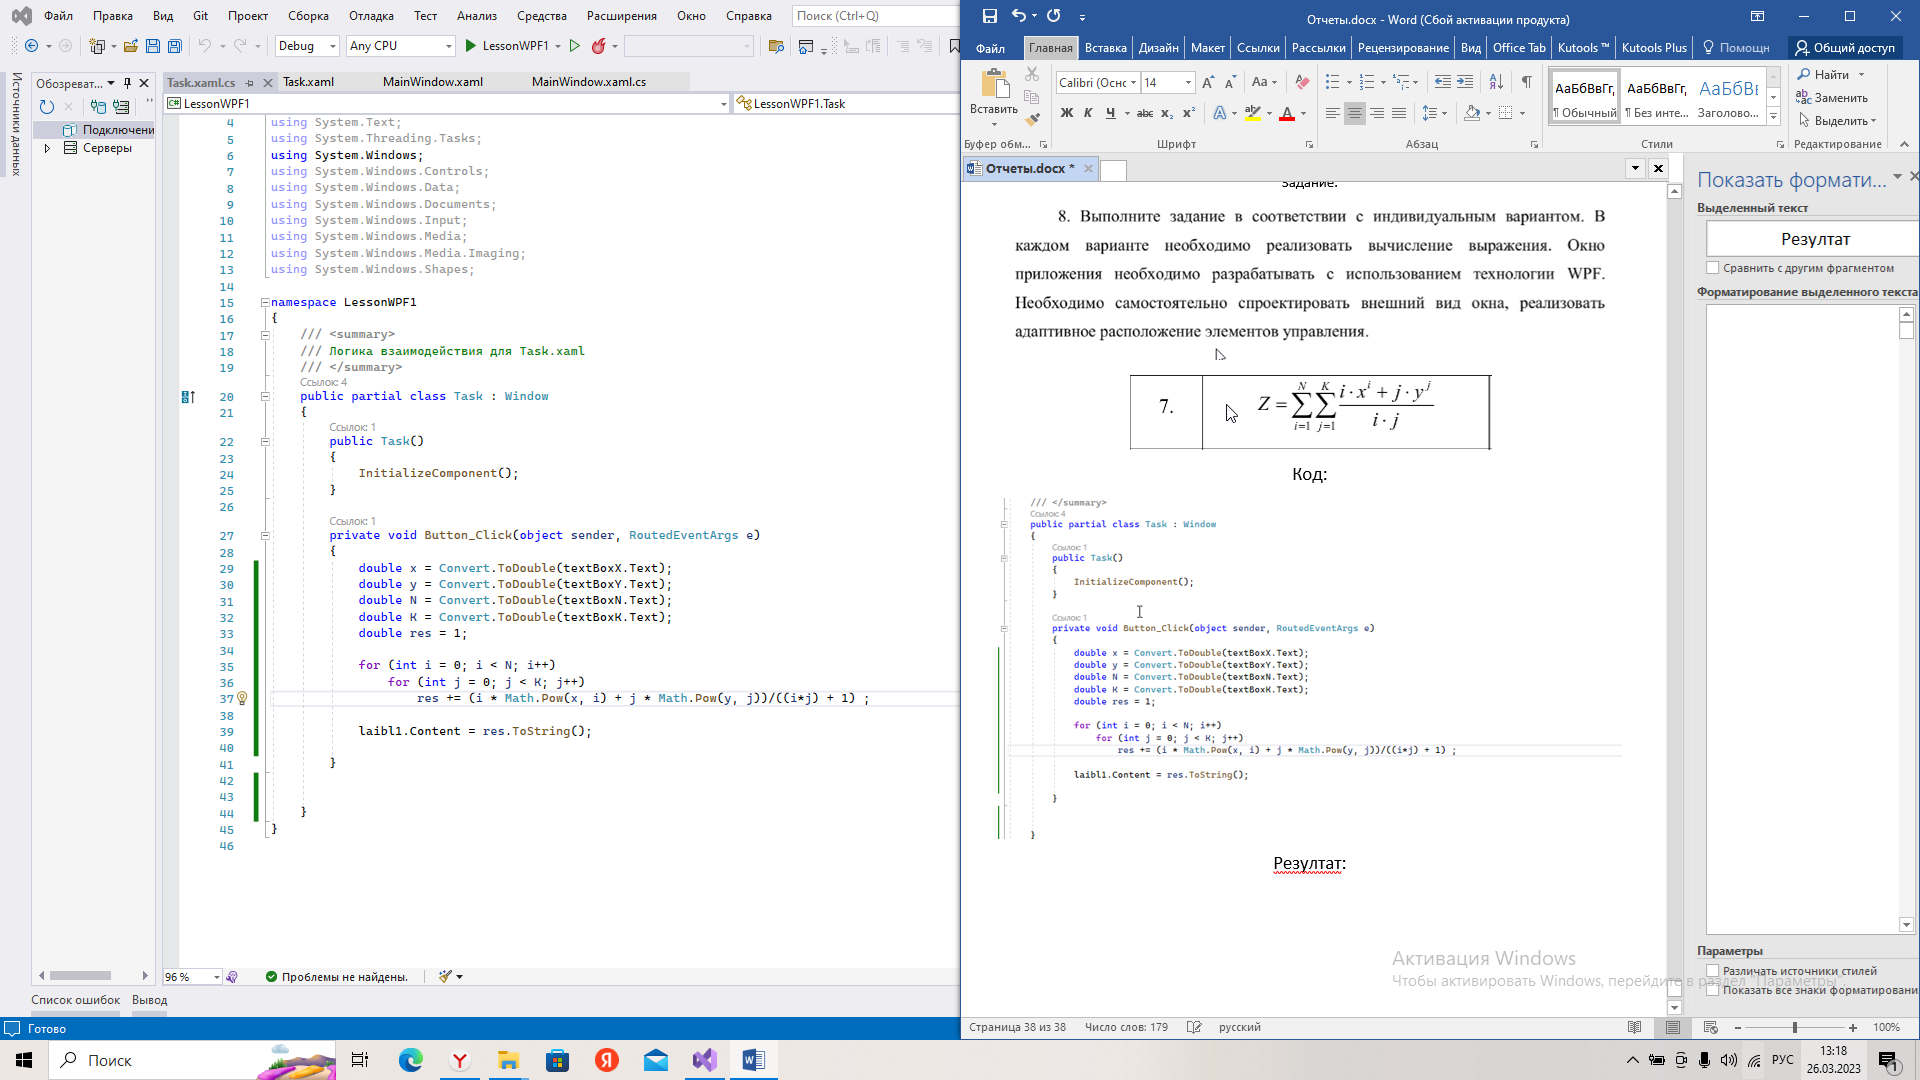 Файл Правка Вид Git Проект Сборка Отладка Тест Анализ Средства Расширения Окно Справка Поиск (Ctrl+Q)
Debug Any CPU LessonWPF1
Источники данных
Обозреват...
Подключени
Серверы
Task.xaml.cs Task.xaml MainWindow.xaml MainWindow.xaml.cs
LessonWPF1 LessonWPF1.Task
4 using System.Text;
5 using System.Threading.Tasks;
6 using System.Windows;
7 using System.Windows.Controls;
8 using System.Windows.Data;
9 using System.Windows.Documents;
10 using System.Windows.Input;
11 using System.Windows.Media;
12 using System.Windows.Media.Imaging;
13 using System.Windows.Shapes;
14
15 namespace LessonWPF1
16 {
17 /// <summary>
18 /// Логика взаимодействия для Task.xaml
19 /// </summary>
Ссылок: 4
20 public partial class Task : Window
21 {
Ссылок: 1
22 public Task()
23 {
24 InitializeComponent();
25 }
26
Ссылок: 1
27 private void Button_Click(object sender, RoutedEventArgs e)
28 {
29 double x = Convert.ToDouble(textBoxX.Text);
30 double y = Convert.ToDouble(textBoxY.Text);
31 double N = Convert.ToDouble(textBoxN.Text);
32 double K = Convert.ToDouble(textBoxK.Text);
33 double res = 1;
34
35 for (int i = 0; i < N; i++)
36 for (int j = 0; j < K; j++)
37 res += (i * Math.Pow(x, i) + j * Math.Pow(y, j))/((i*j) + 1) ;
38
39 laibl1.Content = res.ToString();
40
41 }
42
43
44 }
45 }
46
96 % Проблемы не найдены.
Список ошибок Вывод
Готово
Отчеты.docx - Word (Сбой активации продукта)
Файл Главная Вставка Дизайн Макет Ссылки Рассылки Рецензирование Вид Office Tab Kutools ™ Kutools Plus Помощн Общий доступ
Вставить
Calibri (Оснс 14
Ж К Ч abc x₂ x²
АаБбВвГг, АаБбВвГг, АаБбВі
¶ Обычный ¶ Без инте... Заголово...
Найти
Заменить
Выделить
Буфер обм... Шрифт Абзац Стили Редактирование
Отчеты.docx *
Задание:
8. Выполните задание в соответствии с индивидуальным вариантом. В
каждом варианте необходимо реализовать вычисление выражения. Окно
приложения необходимо разрабатывать с использованием технологии WPF.
Необходимо самостоятельно спроектировать внешний вид окна, реализовать
адаптивное расположение элементов управления.
7. Z = ∑_{i=1}^{N} ∑_{j=1}^{K} (i · x^i + j · y^j) / (i · j)
Код:
/// </summary>
Ссылок: 4
public partial class Task : Window
{
Ссылок: 1
public Task()
{
InitializeComponent();
}
Ссылок: 1
private void Button_Click(object sender, RoutedEventArgs e)
{
double x = Convert.ToDouble(textBoxX.Text);
double y = Convert.ToDouble(textBoxY.Text);
double N = Convert.ToDouble(textBoxN.Text);
double K = Convert.ToDouble(textBoxK.Text);
double res = 1;
for (int i = 0; i < N; i++)
for (int j = 0; j < K; j++)
res += (i * Math.Pow(x, i) + j * Math.Pow(y, j))/((i*j) + 1) ;
laibl1.Content = res.ToString();
}
}
Резултат:
Страница 38 из 38 Число слов: 179 русский 100%
Показать формати...
Выделенный текст
Резултат
Сравнить с другим фрагментом
Форматирование выделенного текста
Параметры
Различать источники стилей
Показать все знаки форматировани
Активация Windows
Чтобы активировать Windows, перейдите в раздел "Параметры".
Поиск
РУС 13:18
26.03.2023
1